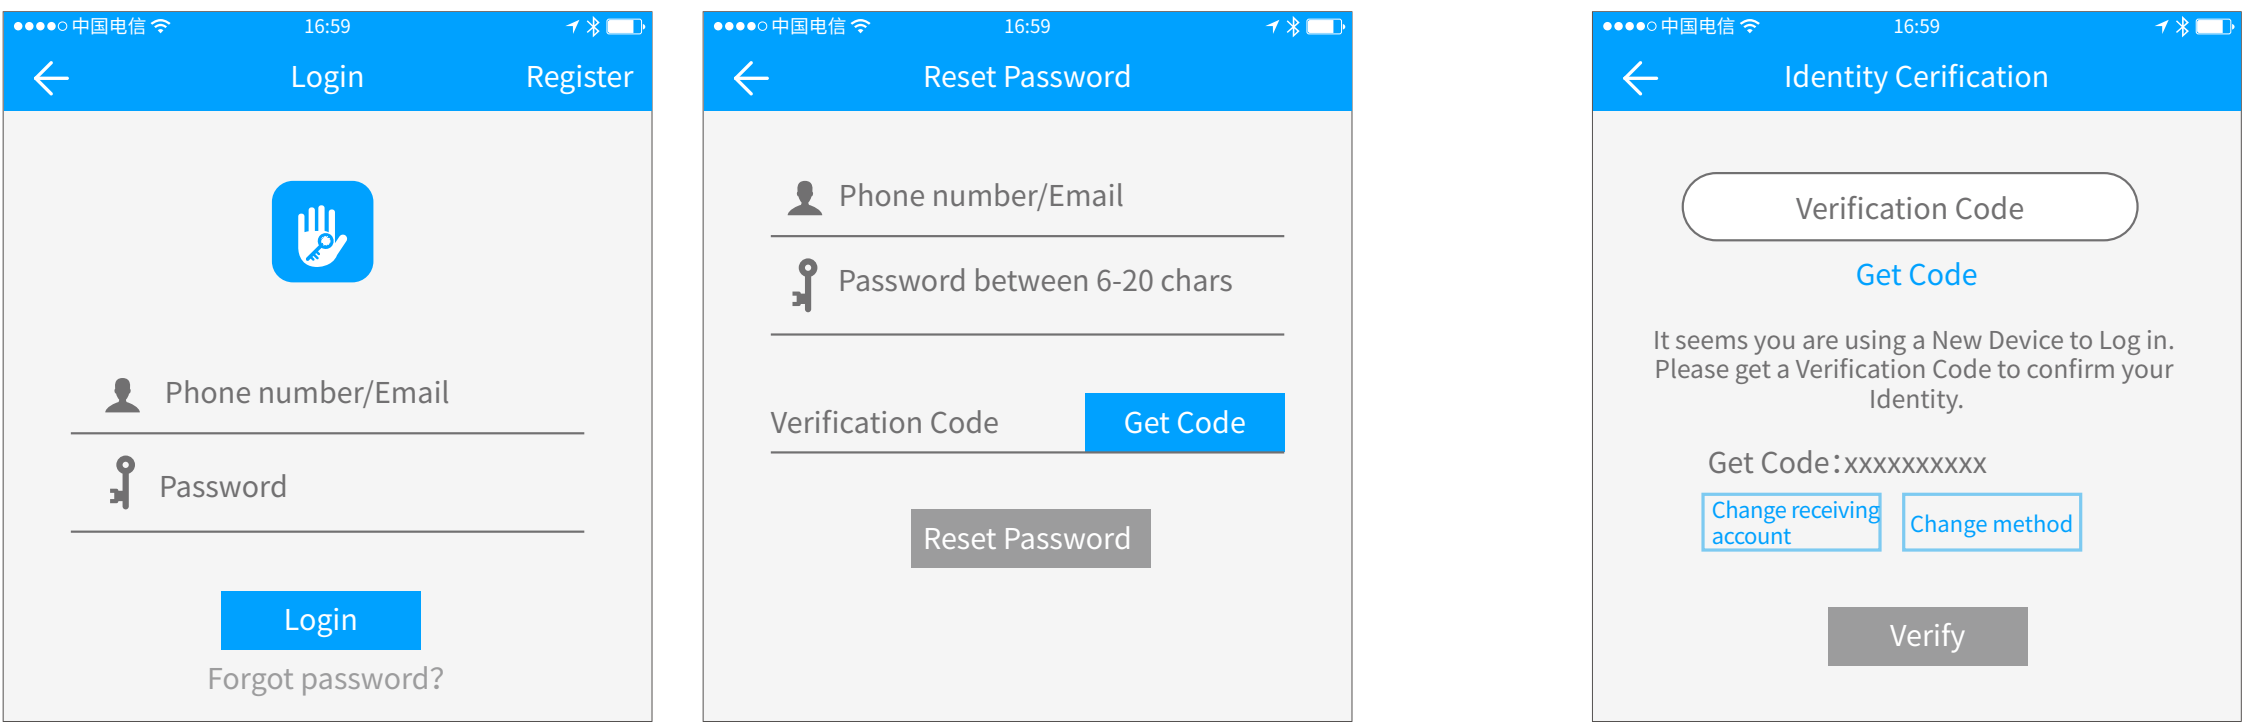 中国电信 16:59
Login Register
Phone number/Email
Password
Login
Forgot password?
中国电信 16:59
Reset Password
Phone number/Email
Password between 6-20 chars
Verification Code Get Code
Reset Password
中国电信 16:59
Identity Cerification
Verification Code
Get Code
It seems you are using a New Device to Log in.
Please get a Verification Code to confirm your
Identity.
Get Code：xxxxxxxxxx
Change receiving
account
Change method
Verify